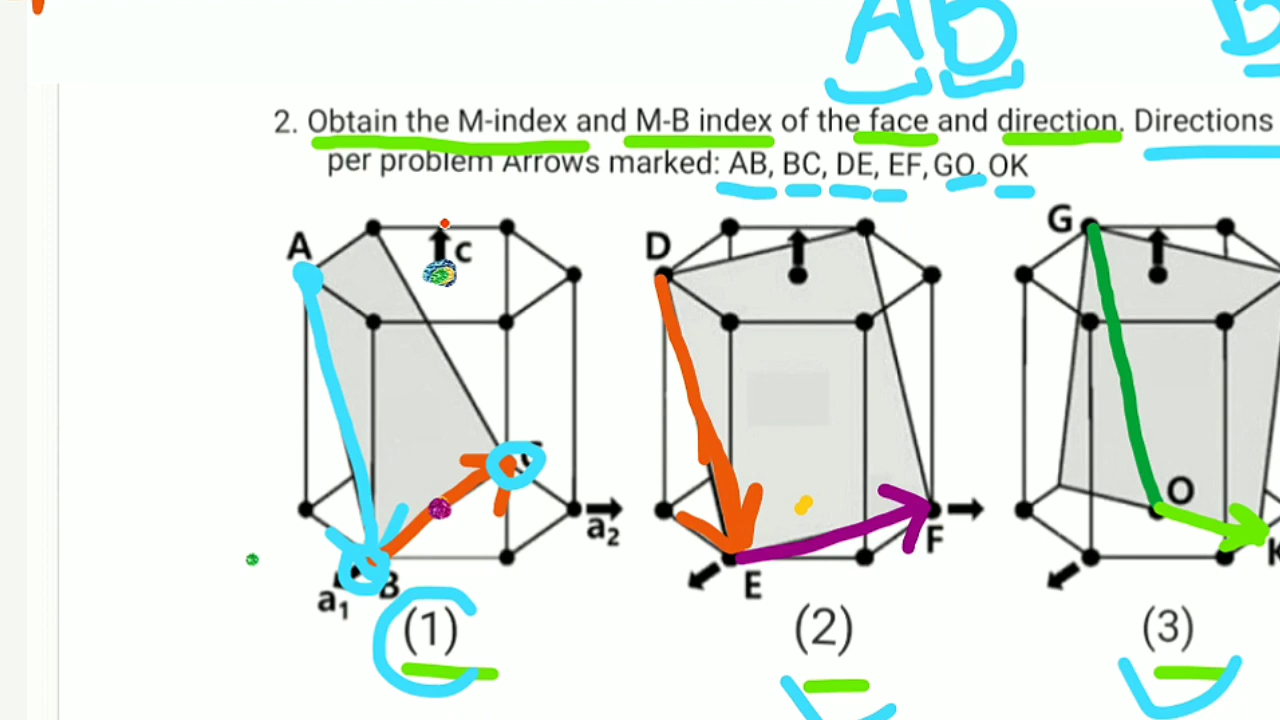 AB
2. Obtain the M-index and M-B index of the face and direction. Directions
per problem Arrows marked: AB, BC, DE, EF, GO, OK
A c D G
O
a₂ F K
a₁ B E
(1) (2) (3)